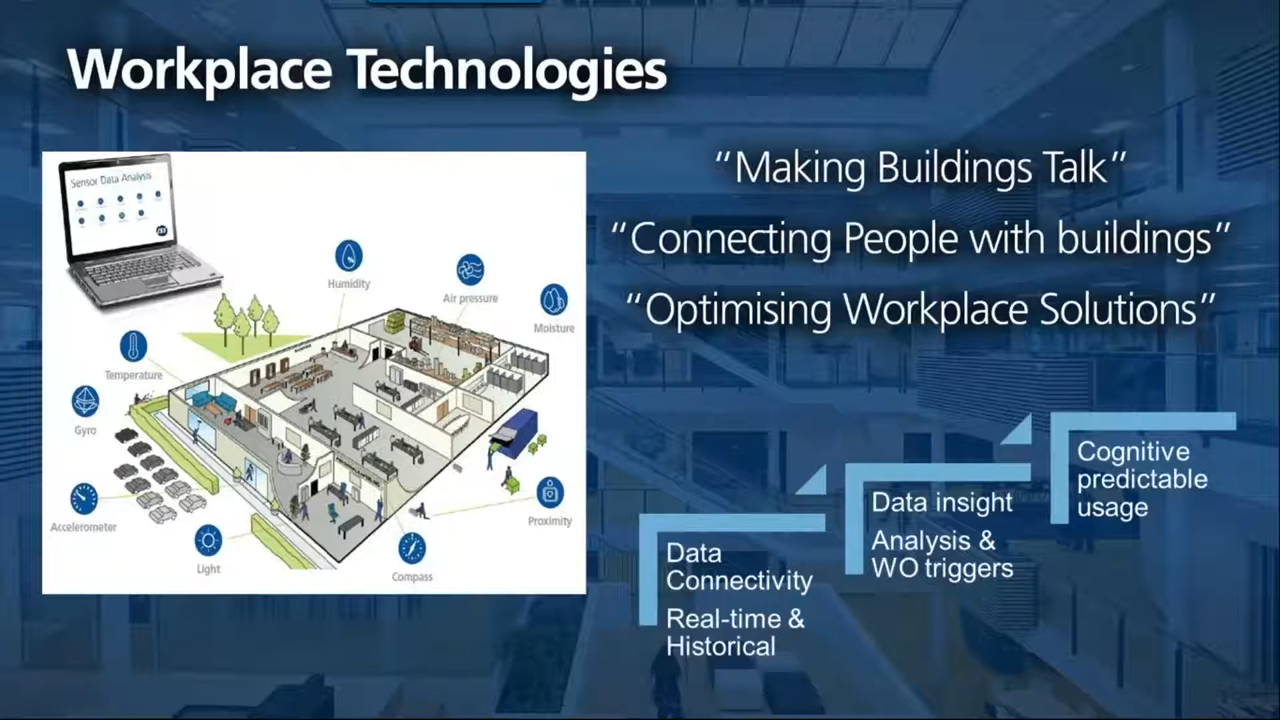 Workplace Technologies
Sensor Data Analysis
ISS
Humidity
Air pressure
Moisture
Temperature
Gyro
Accelerometer
Light
Compass
Proximity
“Making Buildings Talk”
“Connecting People with buildings”
“Optimising Workplace Solutions”
Data
Connectivity
Real-time &
Historical
Data insight
Analysis &
WO triggers
Cognitive
predictable
usage